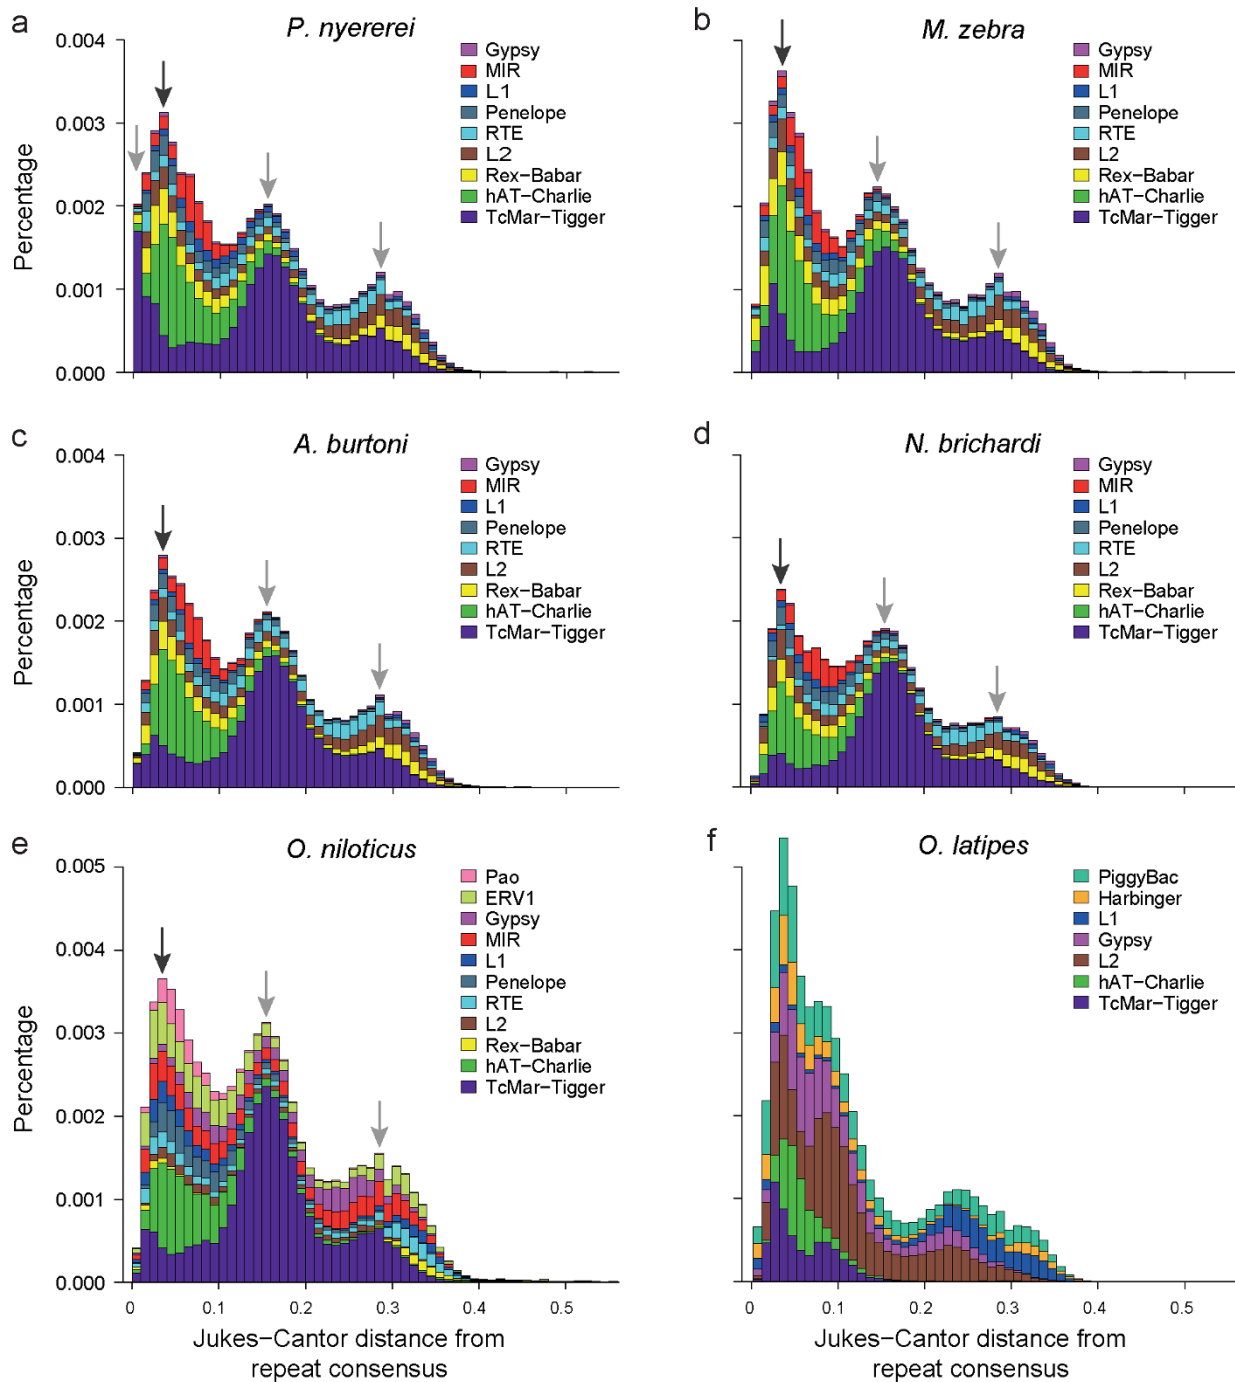 a
P. nyererei
0.004
0.003
0.002
0.001
0.000
Percentage
Gypsy
MIR
L1
Penelope
RTE
L2
Rex-Babar
hAT-Charlie
TcMar-Tigger
b
M. zebra
Gypsy
MIR
L1
Penelope
RTE
L2
Rex-Babar
hAT-Charlie
TcMar-Tigger
c
A. burtoni
0.004
0.003
0.002
0.001
0.000
Percentage
Gypsy
MIR
L1
Penelope
RTE
L2
Rex-Babar
hAT-Charlie
TcMar-Tigger
d
N. brichardi
Gypsy
MIR
L1
Penelope
RTE
L2
Rex-Babar
hAT-Charlie
TcMar-Tigger
e
O. niloticus
0.005
0.004
0.003
0.002
0.001
0.000
Percentage
Pao
ERV1
Gypsy
MIR
L1
Penelope
RTE
L2
Rex-Babar
hAT-Charlie
TcMar-Tigger
0 0.1 0.2 0.3 0.4 0.5
Jukes-Cantor distance from
repeat consensus
f
O. latipes
PiggyBac
Harbinger
L1
Gypsy
L2
hAT-Charlie
TcMar-Tigger
0 0.1 0.2 0.3 0.4 0.5
Jukes-Cantor distance from
repeat consensus